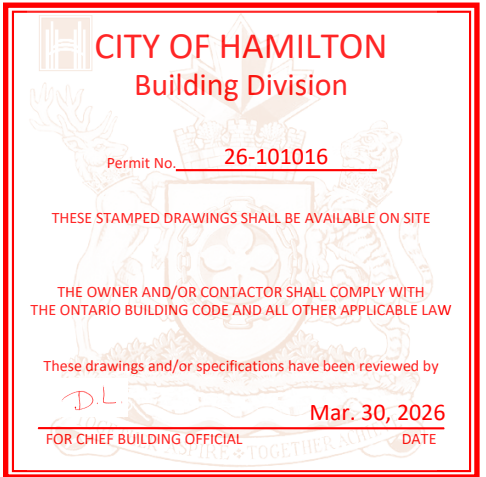 CITY OF HAMILTON
Building Division
Permit No. 26-101016
THESE STAMPED DRAWINGS SHALL BE AVAILABLE ON SITE
THE OWNER AND/OR CONTACTOR SHALL COMPLY WITH
THE ONTARIO BUILDING CODE AND ALL OTHER APPLICABLE LAW
These drawings and/or specifications have been reviewed by
D.L.
Mar. 30, 2026
FOR CHIEF BUILDING OFFICIAL DATE